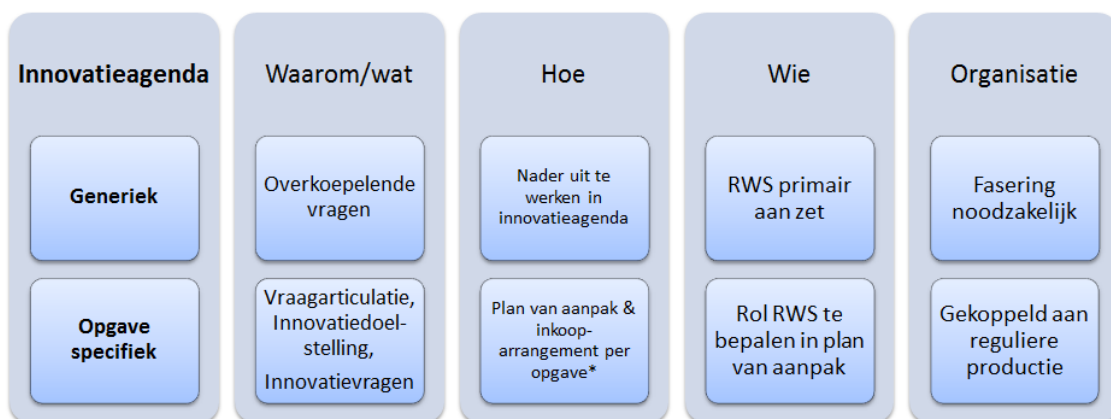 Innovatieagenda
Waarom/wat
Hoe
Wie
Organisatie
Generiek
Overkoepelende
vragen
Nader uit te
werken in
innovatieagenda
RWS primair
aan zet
Fasering
noodzakelijk
Opgave
specifiek
Vraagarticulatie,
Innovatiedoel-
stelling,
Innovatievragen
Plan van aanpak &
inkoop-
arrangement per
opgave*
Rol RWS te
bepalen in plan
van aanpak
Gekoppeld aan
reguliere
productie